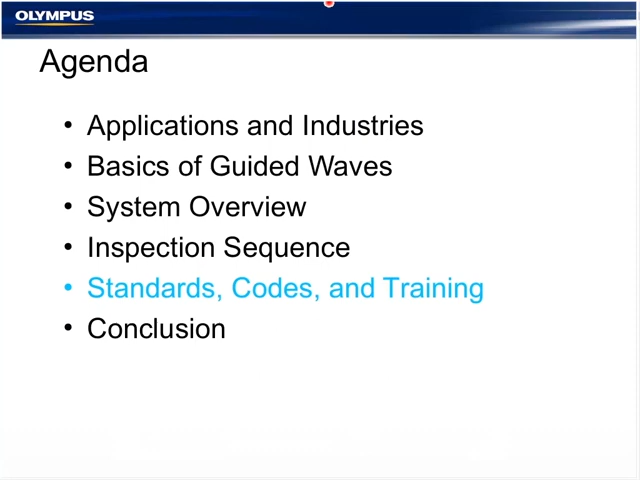 OLYMPUS
Agenda
• Applications and Industries
• Basics of Guided Waves
• System Overview
• Inspection Sequence
• Standards, Codes, and Training
• Conclusion